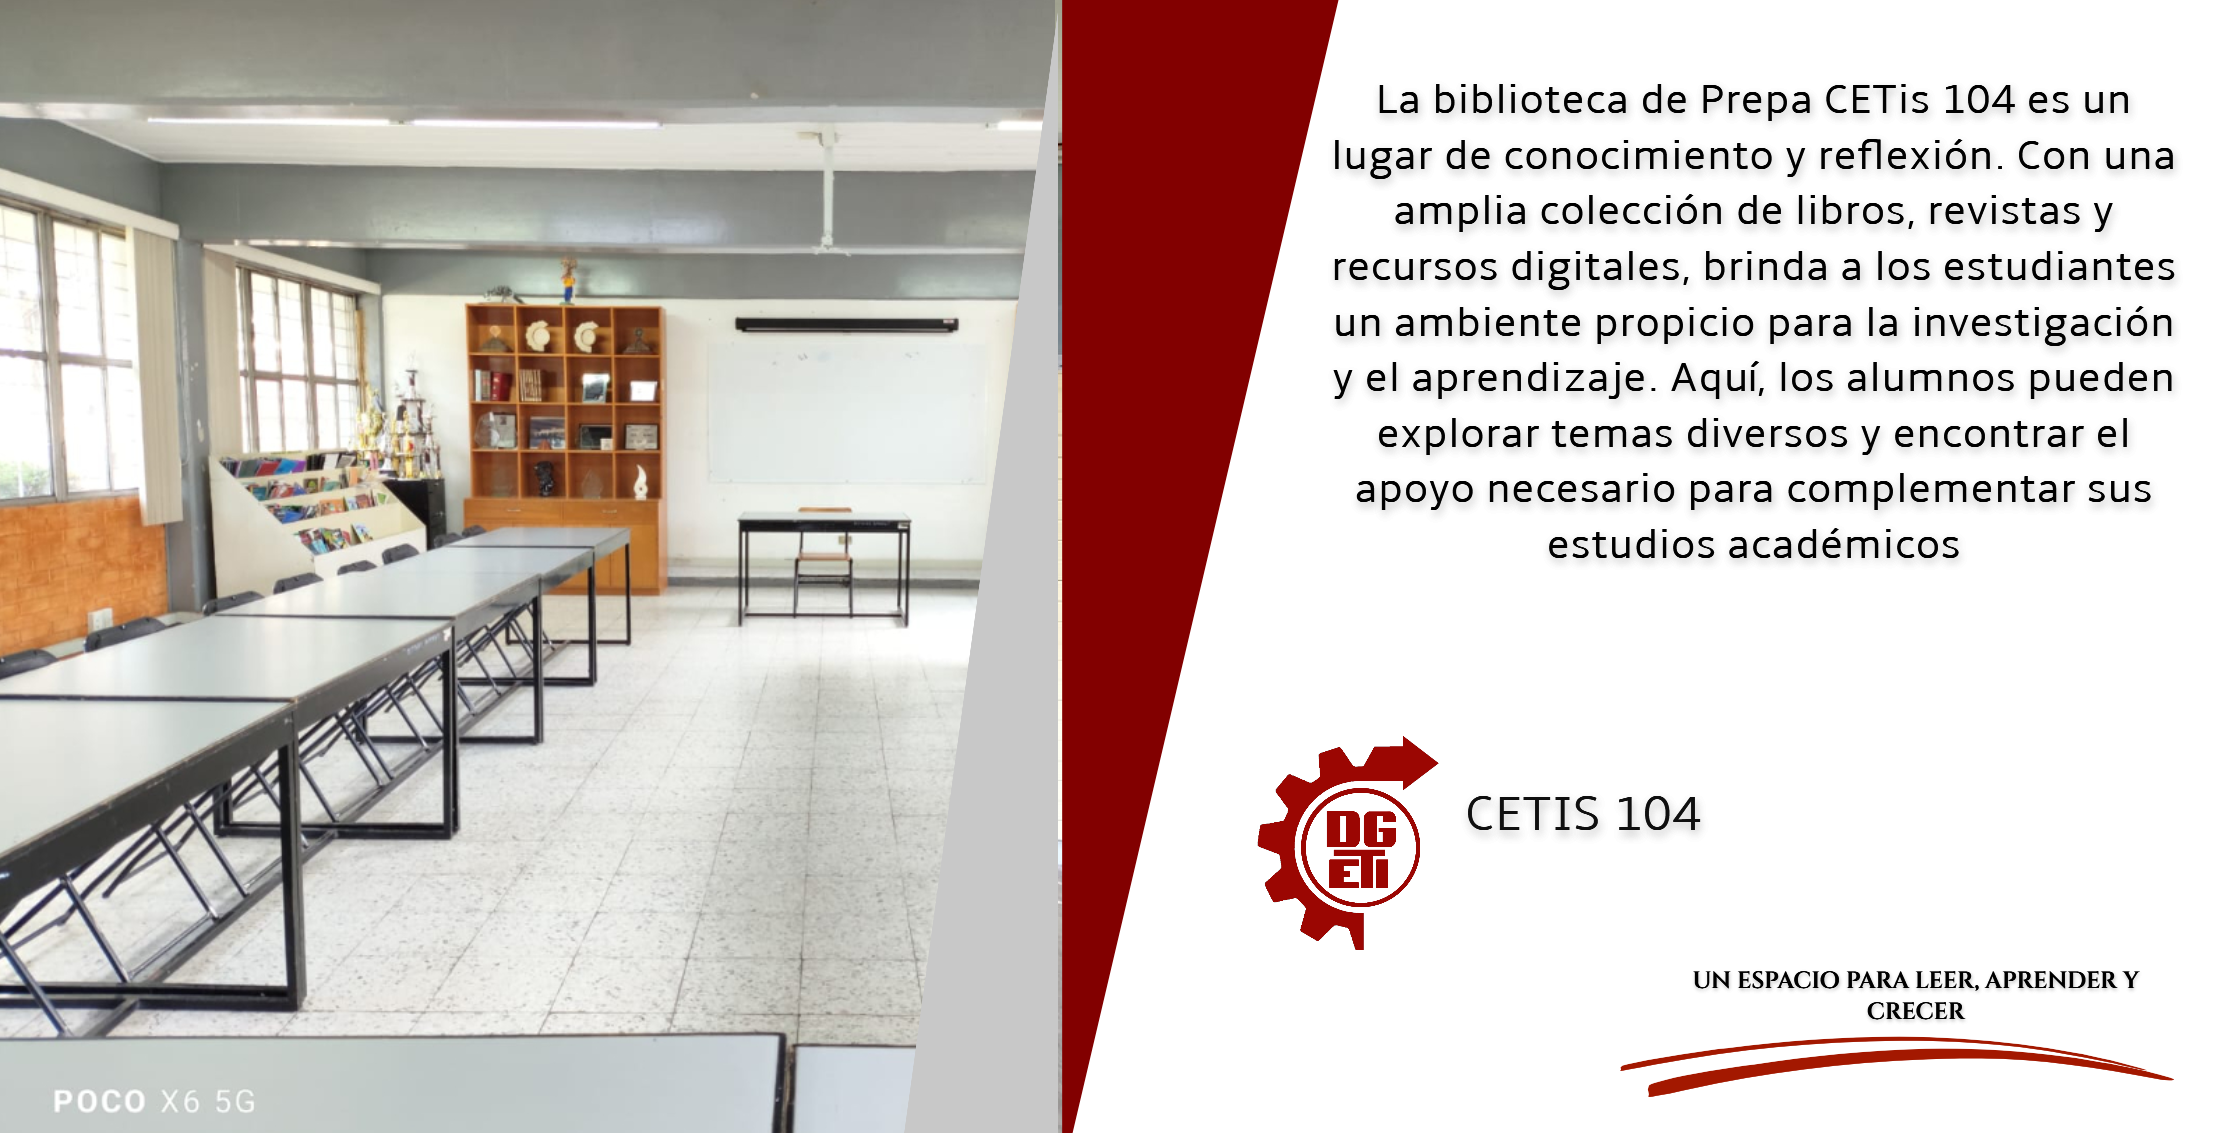 La biblioteca de Prepa CETis 104 es un
lugar de conocimiento y reflexión. Con una
amplia colección de libros, revistas y
recursos digitales, brinda a los estudiantes
un ambiente propicio para la investigación
y el aprendizaje. Aquí, los alumnos pueden
explorar temas diversos y encontrar el
apoyo necesario para complementar sus
estudios académicos
DG
ETI
CETIS 104
UN ESPACIO PARA LEER, APRENDER Y
CRECER
POCO X6 5G